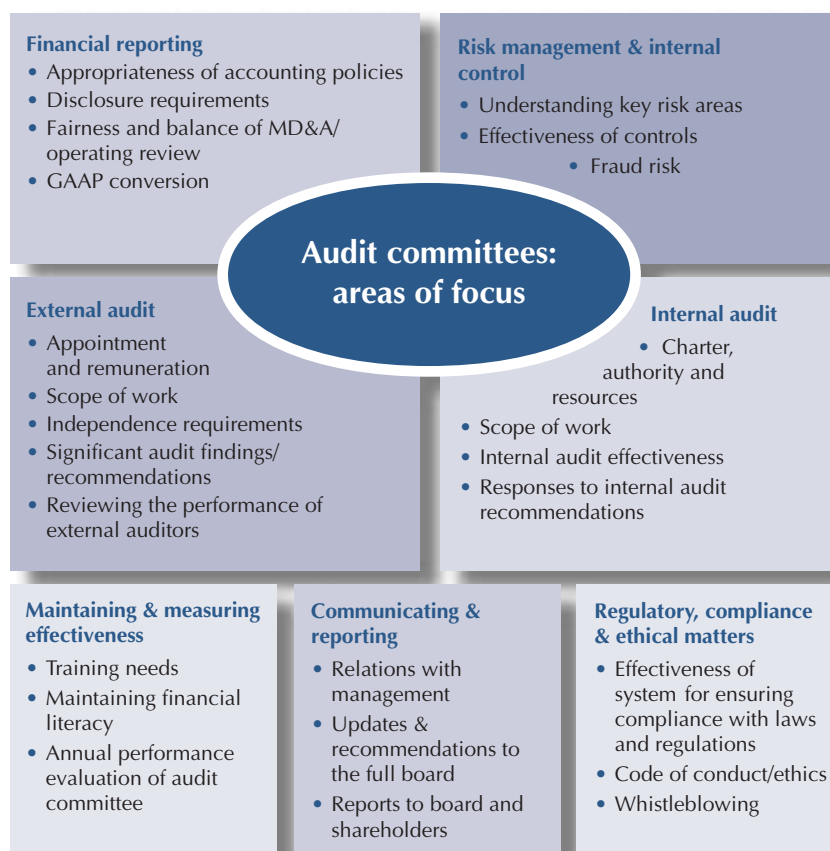 Financial reporting
• Appropriateness of accounting policies
• Disclosure requirements
• Fairness and balance of MD&A/
operating review
• GAAP conversion
Risk management & internal
control
• Understanding key risk areas
• Effectiveness of controls
• Fraud risk
Audit committees:
areas of focus
External audit
• Appointment
and remuneration
• Scope of work
• Independence requirements
• Significant audit findings/
recommendations
• Reviewing the performance of
external auditors
Internal audit
• Charter,
authority and
resources
• Scope of work
• Internal audit effectiveness
• Responses to internal audit
recommendations
Maintaining & measuring
effectiveness
• Training needs
• Maintaining financial
literacy
• Annual performance
evaluation of audit
committee
Communicating &
reporting
• Relations with
management
• Updates &
recommendations to
the full board
• Reports to board and
shareholders
Regulatory, compliance
& ethical matters
• Effectiveness of
system for ensuring
compliance with laws
and regulations
• Code of conduct/ethics
• Whistleblowing